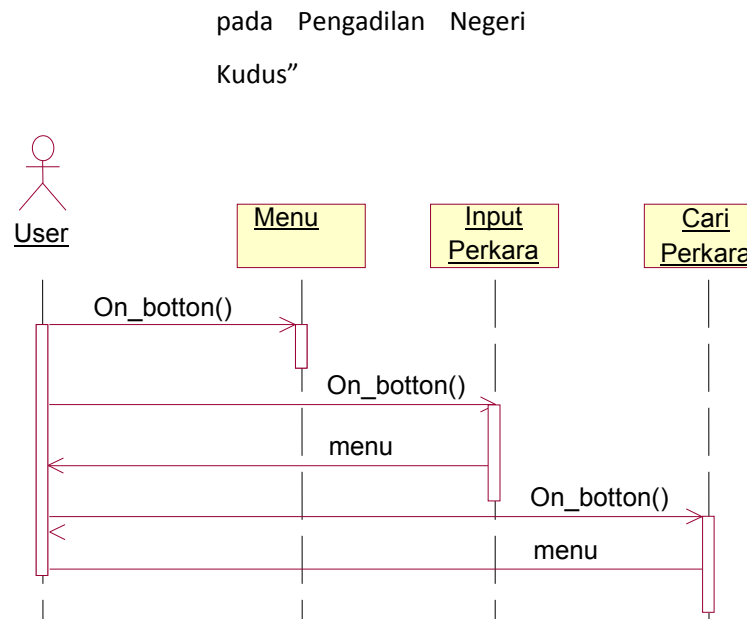 pada Pengadilan Negeri
Kudus”
User
Menu
Input
Perkara
Cari
Perkara
On_botton()
On_botton()
menu
On_botton()
menu